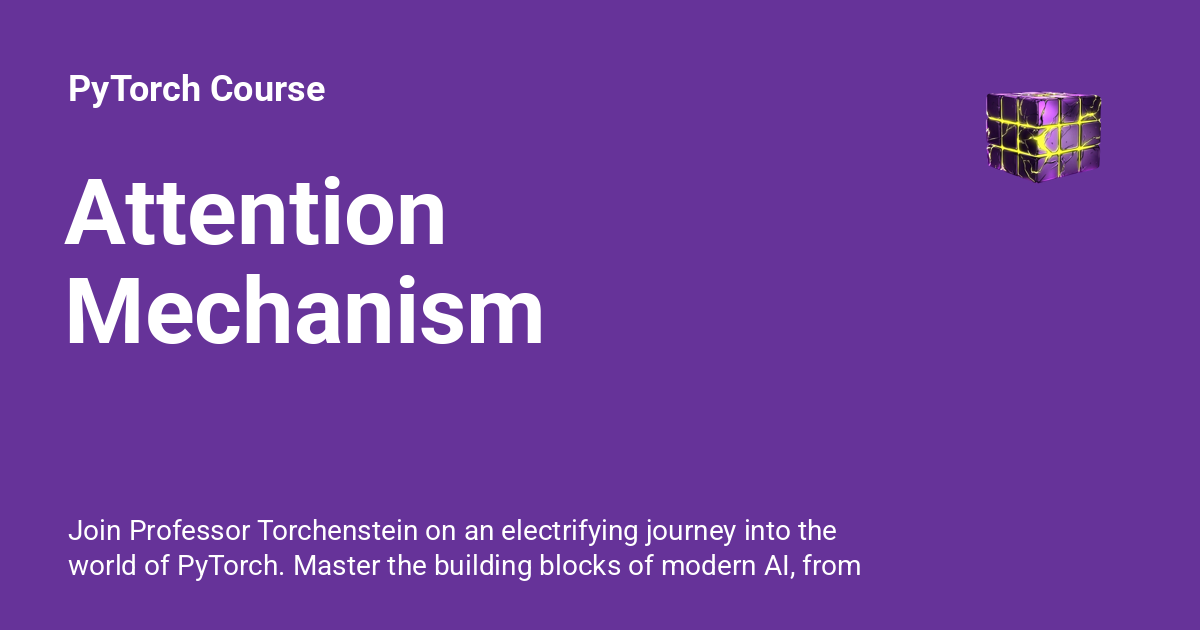 PyTorch Course
Attention
Mechanism
Join Professor Torchenstein on an electrifying journey into the
world of PyTorch. Master the building blocks of modern AI, from